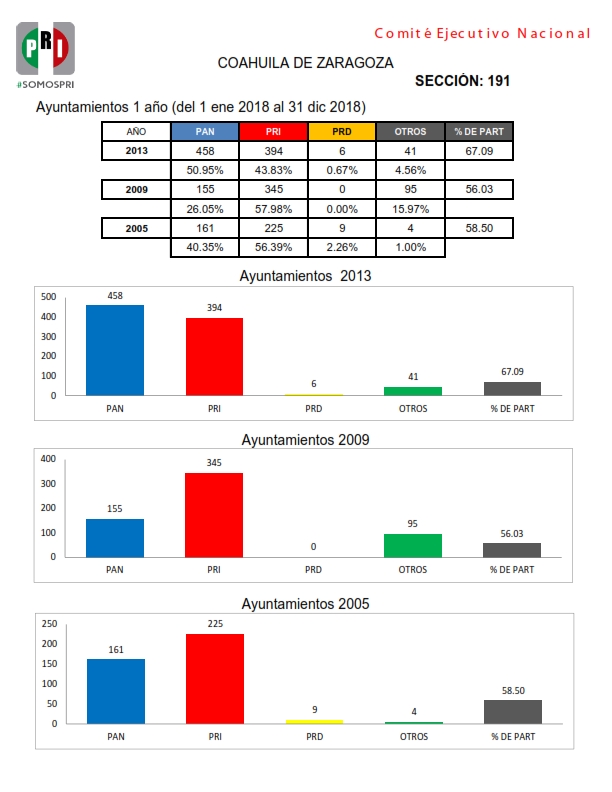 Comité Ejecutivo Nacional
PRI
#SOMOSPRI
COAHUILA DE ZARAGOZA
SECCIÓN: 191
Ayuntamientos 1 año (del 1 ene 2018 al 31 dic 2018)
AÑO PAN PRI PRD OTROS % DE PART
2013 458 394 6 41 67.09
50.95% 43.83% 0.67% 4.56%
2009 155 345 0 95 56.03
26.05% 57.98% 0.00% 15.97%
2005 161 225 9 4 58.50
40.35% 56.39% 2.26% 1.00%
Ayuntamientos 2013
500
400
300
200
100
0
458
394
6
41
67.09
PAN PRI PRD OTROS % DE PART
Ayuntamientos 2009
400
300
200
100
0
155
345
0
95
56.03
PAN PRI PRD OTROS % DE PART
Ayuntamientos 2005
250
200
150
100
50
0
161
225
9
4
58.50
PAN PRI PRD OTROS % DE PART